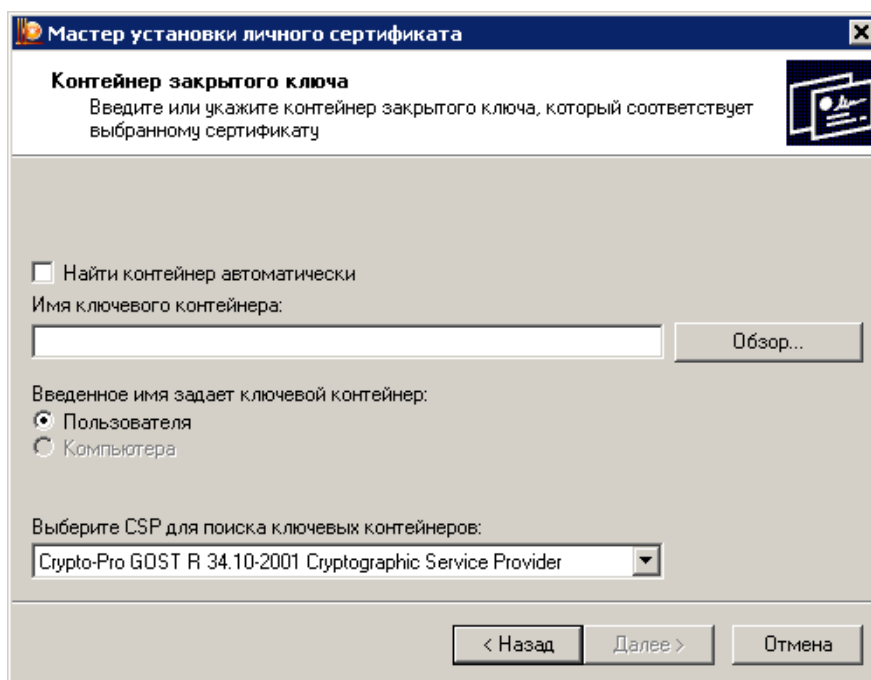 Мастер установки личного сертификата
Контейнер закрытого ключа
Введите или укажите контейнер закрытого ключа, который соответствует
выбранному сертификату
Найти контейнер автоматически
Имя ключевого контейнера:
Обзор...
Введенное имя задает ключевой контейнер:
Пользователя
Компьютера
Выберите CSP для поиска ключевых контейнеров:
Crypto-Pro GOST R 34.10-2001 Cryptographic Service Provider
< Назад
Далее >
Отмена